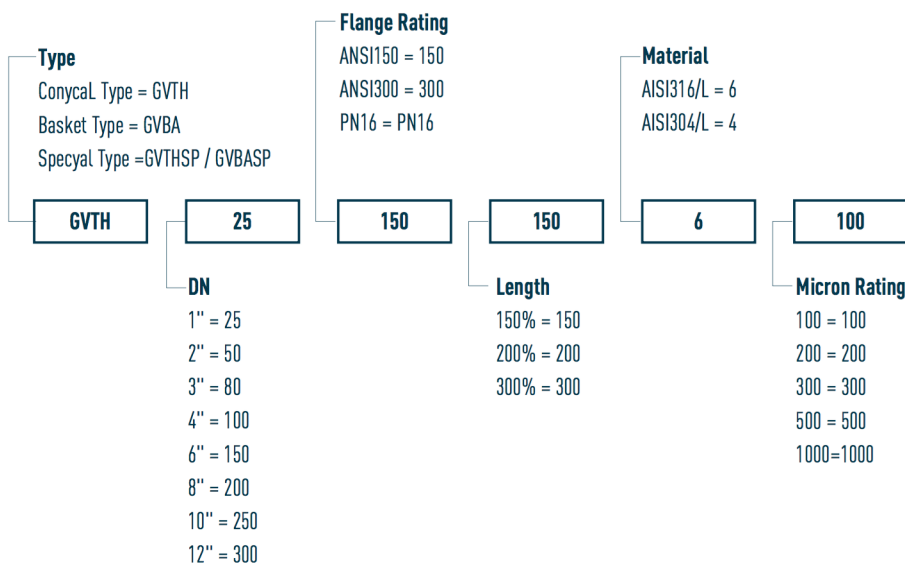 Flange Rating
ANSI150 = 150
ANSI300 = 300
PN16 = PN16
Type
ConycaL Type = GVTH
Basket Type = GVBA
Specyal Type =GVTHSP / GVBASP
Material
AISI316/L = 6
AISI304/L = 4
GVTH 25 150 150 6 100
DN
1" = 25
2" = 50
3" = 80
4" = 100
6" = 150
8" = 200
10" = 250
12" = 300
Length
150% = 150
200% = 200
300% = 300
Micron Rating
100 = 100
200 = 200
300 = 300
500 = 500
1000=1000